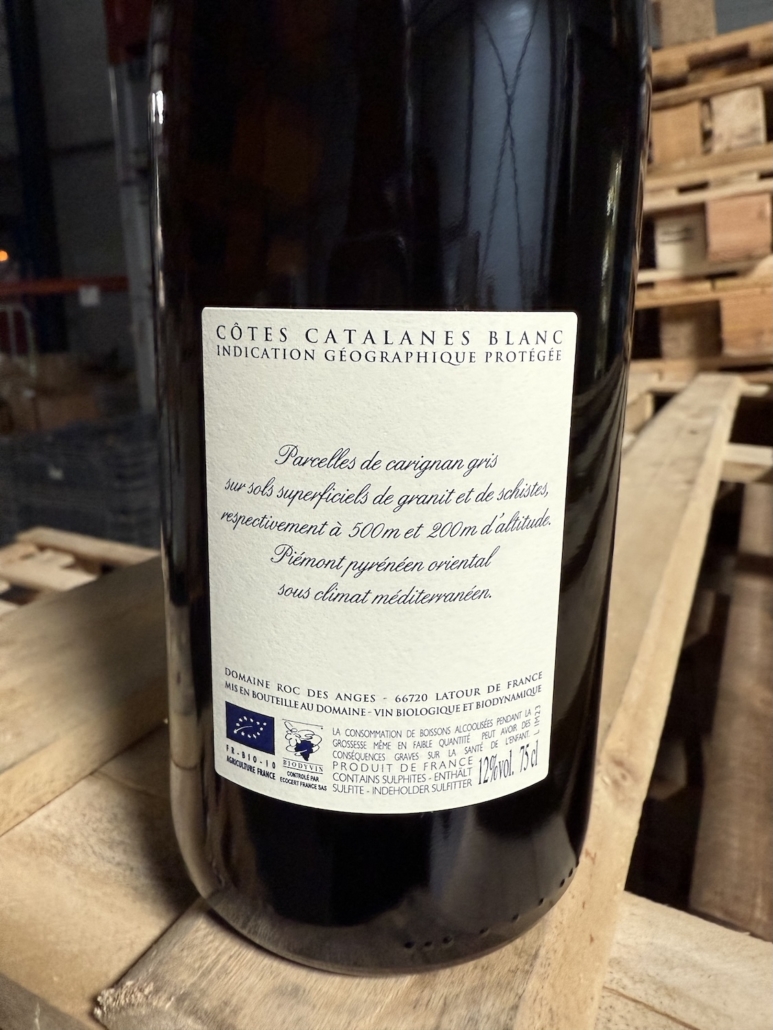 CÔTES CATALANES BLANC
INDICATION GÉOGRAPHIQUE PROTÉGÉE
Parcelles de carignan gris
sur sols superficiels de granit et de schistes,
respectivement à 500m et 200m d'altitude.
Piémont pyrénéen oriental
sous climat méditerranéen.
DOMAINE ROC DES ANGES - 66720 LATOUR DE FRANCE
MIS EN BOUTEILLE AU DOMAINE - VIN BIOLOGIQUE ET BIODYNAMIQUE
FR-BIO-10
AGRICULTURE FRANCE
BIODYVIN
CONTRÔLÉ PAR
ECOCERT FRANCE SAS
LA CONSOMMATION DE BOISSONS ALCOOLISÉES PENDANT LA
GROSSESSE MÊME EN FAIBLE QUANTITÉ PEUT AVOIR DES
CONSÉQUENCES GRAVES SUR LA SANTÉ DE L'ENFANT.
PRODUIT DE FRANCE
CONTAINS SULPHITES - ENTHÄLT
SULFITE - INDEHOLDER SULFITTER
12%vol. 75cl
L IM23